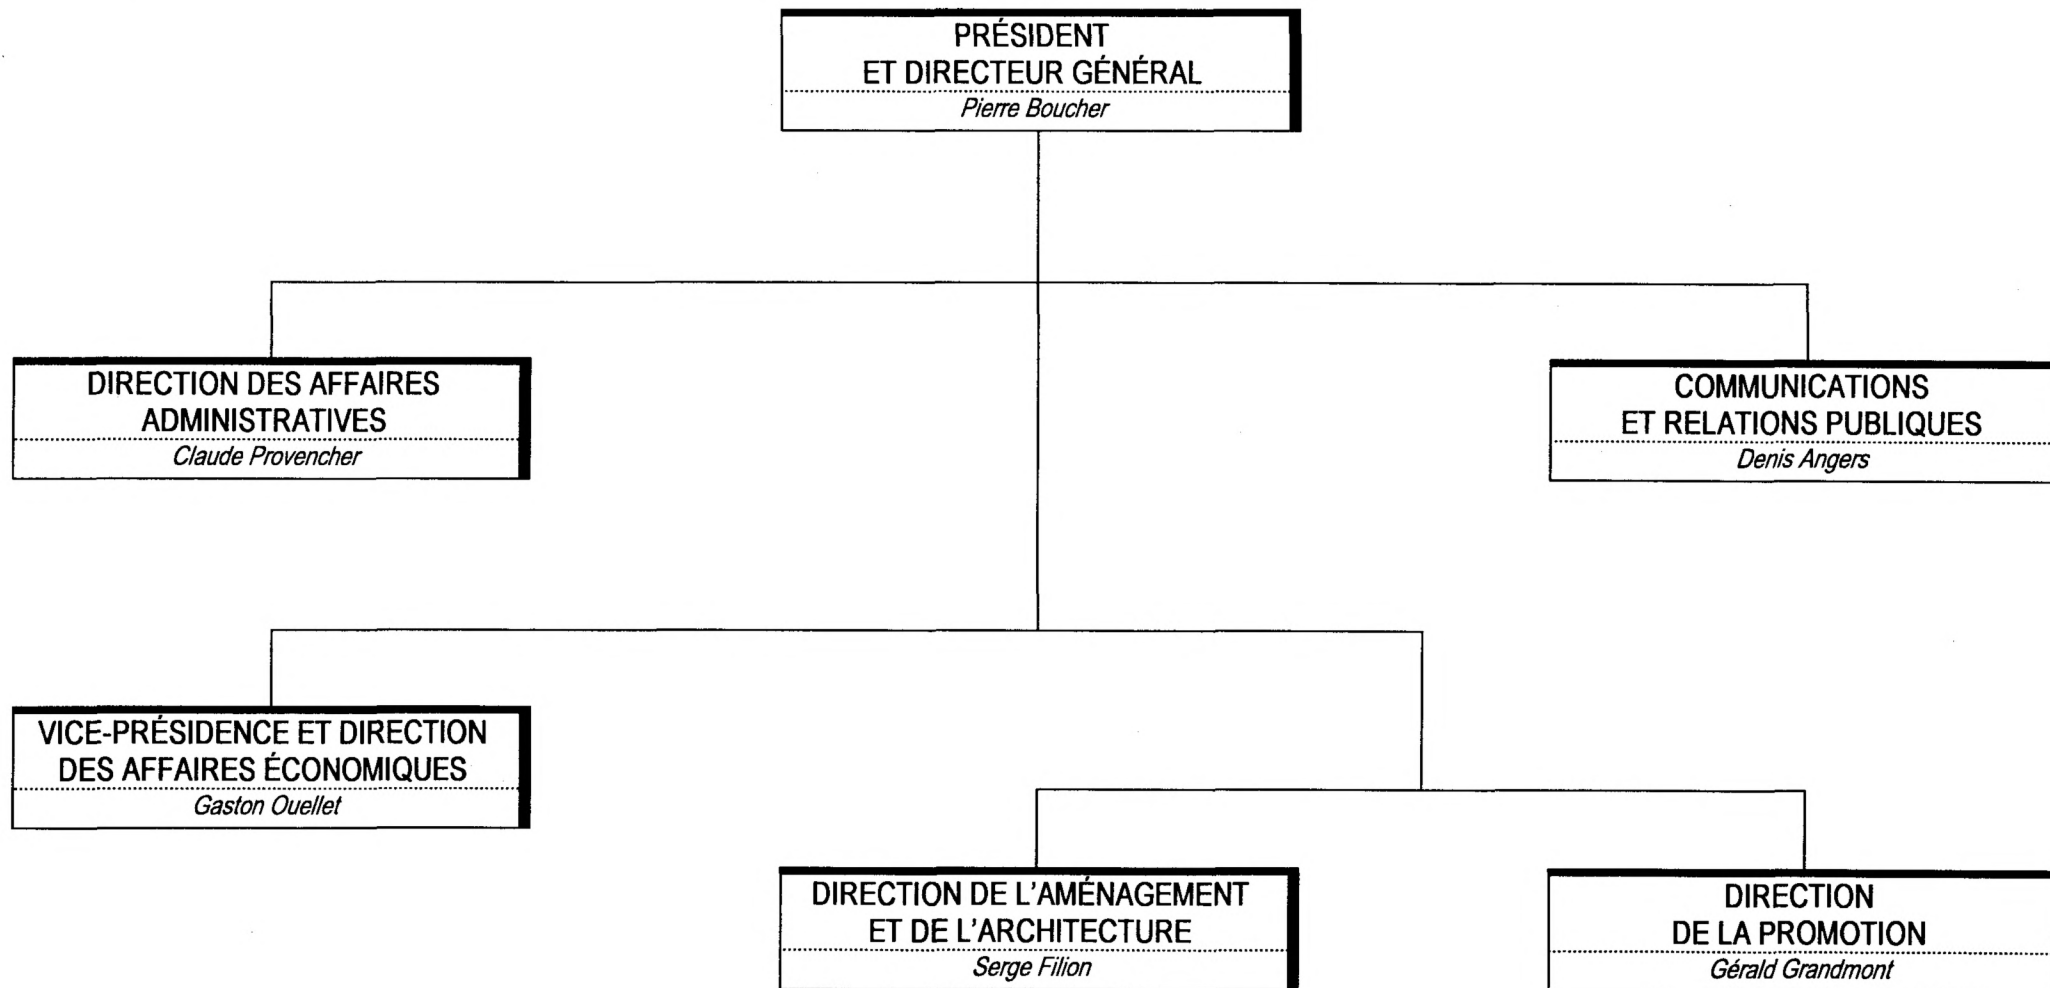 PRÉSIDENT
ET DIRECTEUR GÉNÉRAL
Pierre Boucher
DIRECTION DES AFFAIRES
ADMINISTRATIVES
Claude Provencher
COMMUNICATIONS
ET RELATIONS PUBLIQUES
Denis Angers
VICE-PRÉSIDENCE ET DIRECTION
DES AFFAIRES ÉCONOMIQUES
Gaston Ouellet
DIRECTION DE L'AMÉNAGEMENT
ET DE L'ARCHITECTURE
Serge Filion
DIRECTION
DE LA PROMOTION
Gérald Grandmont